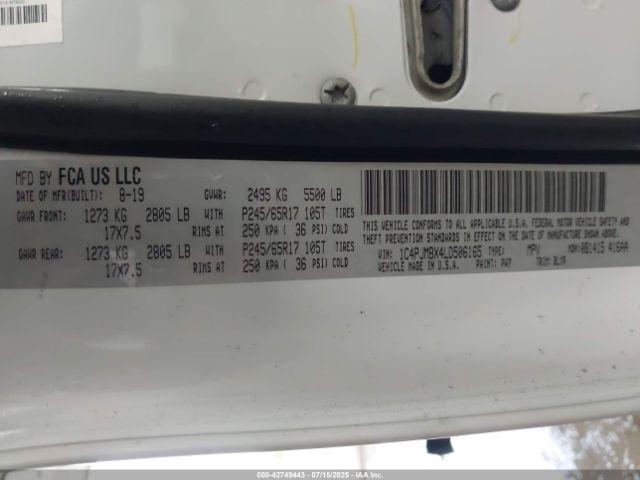 MFD BY FCA US LLC
DATE OF MFR(BUILT): 8-19 GVWR: 2495 KG 5500 LB
GAWR FRONT: 1273 KG 2805 LB WITH P245/65R17 105T TIRES
17X7.5 RIMS AT 250 KPA ( 36 PSI) COLD
GAWR REAR: 1273 KG 2805 LB WITH P245/65R17 105T TIRES
17X7.5 RIMS AT 250 KPA ( 36 PSI) COLD
THIS VEHICLE CONFORMS TO ALL APPLICABLE U.S.A. FEDERAL MOTOR VEHICLE SAFETY AND
THEFT PREVENTION STANDARDS IN EFFECT ON THE DATE OF MANUFACTURE SHOWN ABOVE.
VIN: 1C4PJMBX4LD506165 TYPE: MPV MDH: 081415 416AA
VEHICLE MADE IN U.S.A. PAINT: PW7 TRIM: BLX9
000-42749443 - 07/15/2025 - IAA Inc.